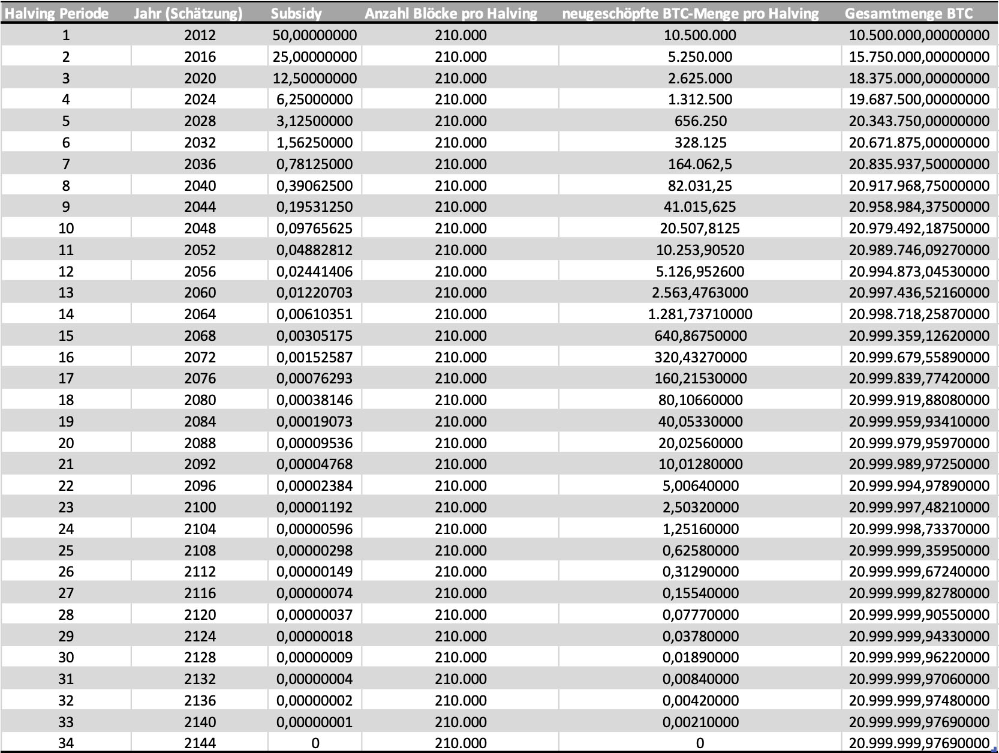 Halving Periode Jahr (Schätzung) Subsidy Anzahl Blöcke pro Halving neugeschöpfte BTC-Menge pro Halving Gesamtmenge BTC
1 2012 50,00000000 210.000 10.500.000 10.500.000,00000000
2 2016 25,00000000 210.000 5.250.000 15.750.000,00000000
3 2020 12,50000000 210.000 2.625.000 18.375.000,00000000
4 2024 6,25000000 210.000 1.312.500 19.687.500,00000000
5 2028 3,12500000 210.000 656.250 20.343.750,00000000
6 2032 1,56250000 210.000 328.125 20.671.875,00000000
7 2036 0,78125000 210.000 164.062,5 20.835.937,50000000
8 2040 0,39062500 210.000 82.031,25 20.917.968,75000000
9 2044 0,19531250 210.000 41.015,625 20.958.984,37500000
10 2048 0,09765625 210.000 20.507,8125 20.979.492,18750000
11 2052 0,04882812 210.000 10.253,90520 20.989.746,09270000
12 2056 0,02441406 210.000 5.126,952600 20.994.873,04530000
13 2060 0,01220703 210.000 2.563,4763000 20.997.436,52160000
14 2064 0,00610351 210.000 1.281,73710000 20.998.718,25870000
15 2068 0,00305175 210.000 640,86750000 20.999.359,12620000
16 2072 0,00152587 210.000 320,43270000 20.999.679,55890000
17 2076 0,00076293 210.000 160,21530000 20.999.839,77420000
18 2080 0,00038146 210.000 80,10660000 20.999.919,88080000
19 2084 0,00019073 210.000 40,05330000 20.999.959,93410000
20 2088 0,00009536 210.000 20,02560000 20.999.979,95970000
21 2092 0,00004768 210.000 10,01280000 20.999.989,97250000
22 2096 0,00002384 210.000 5,00640000 20.999.994,97890000
23 2100 0,00001192 210.000 2,50320000 20.999.997,48210000
24 2104 0,00000596 210.000 1,25160000 20.999.998,73370000
25 2108 0,00000298 210.000 0,62580000 20.999.999,35950000
26 2112 0,00000149 210.000 0,31290000 20.999.999,67240000
27 2116 0,00000074 210.000 0,15540000 20.999.999,82780000
28 2120 0,00000037 210.000 0,07770000 20.999.999,90550000
29 2124 0,00000018 210.000 0,03780000 20.999.999,94330000
30 2128 0,00000009 210.000 0,01890000 20.999.999,96220000
31 2132 0,00000004 210.000 0,00840000 20.999.999,97060000
32 2136 0,00000002 210.000 0,00420000 20.999.999,97480000
33 2140 0,00000001 210.000 0,00210000 20.999.999,97690000
34 2144 0 210.000 0 20.999.999,97690000